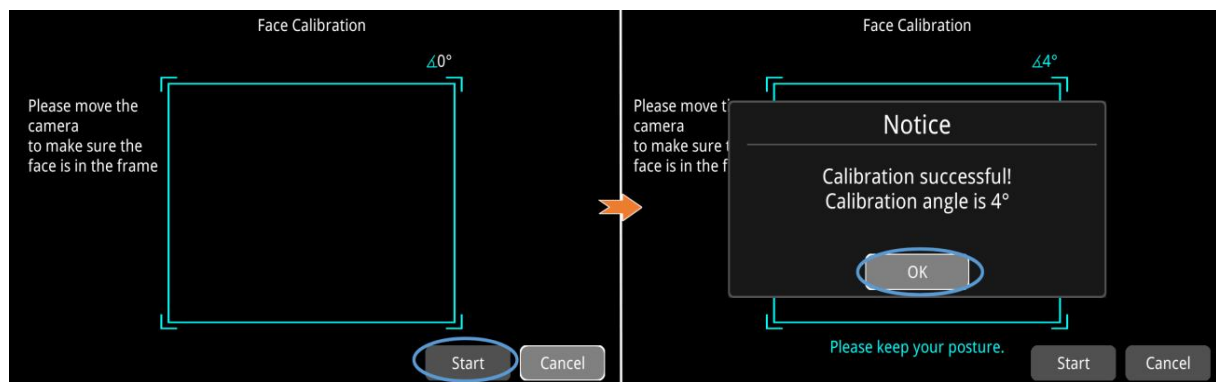 Face Calibration
∡0°
Please move the
camera
to make sure the
face is in the frame
Start
Cancel
Face Calibration
∡4°
Please move t
camera
to make sure t
face is in the f
Notice
Calibration successful!
Calibration angle is 4°
OK
Please keep your posture.
Start
Cancel